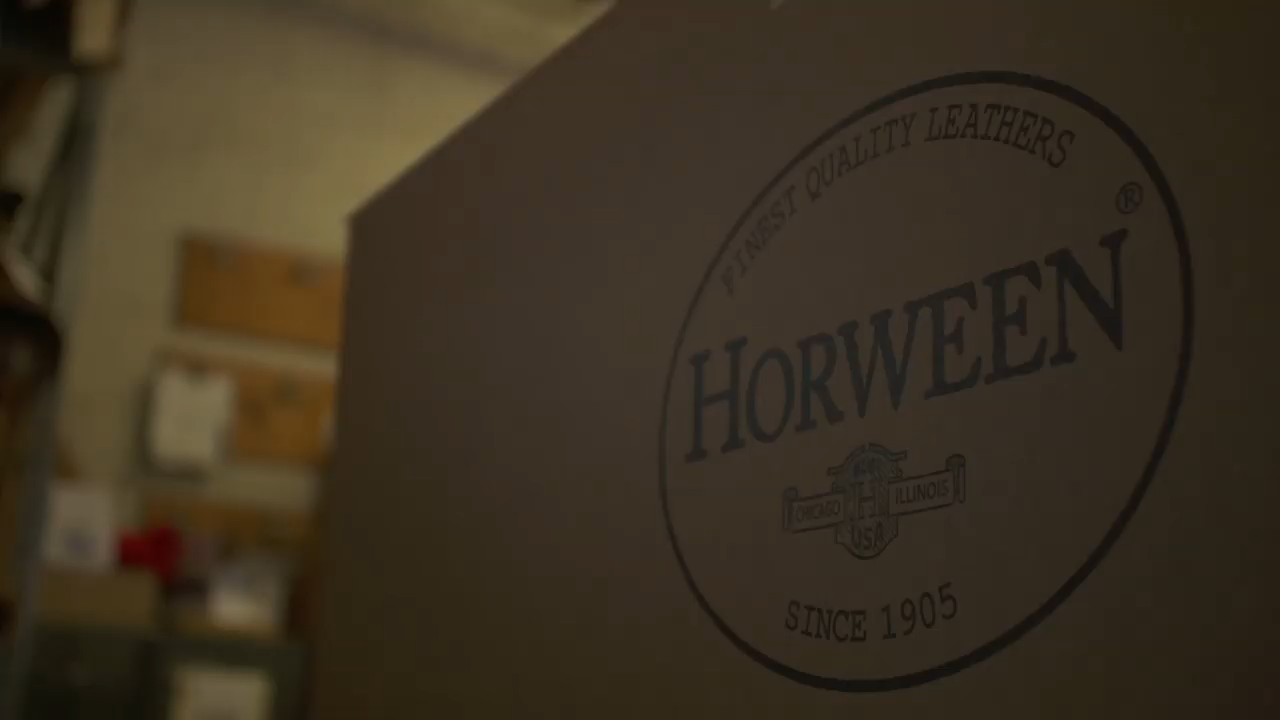 FINEST QUALITY LEATHERS
®
HORWEEN
CHICAGO H ILLINOIS
USA
SINCE 1905